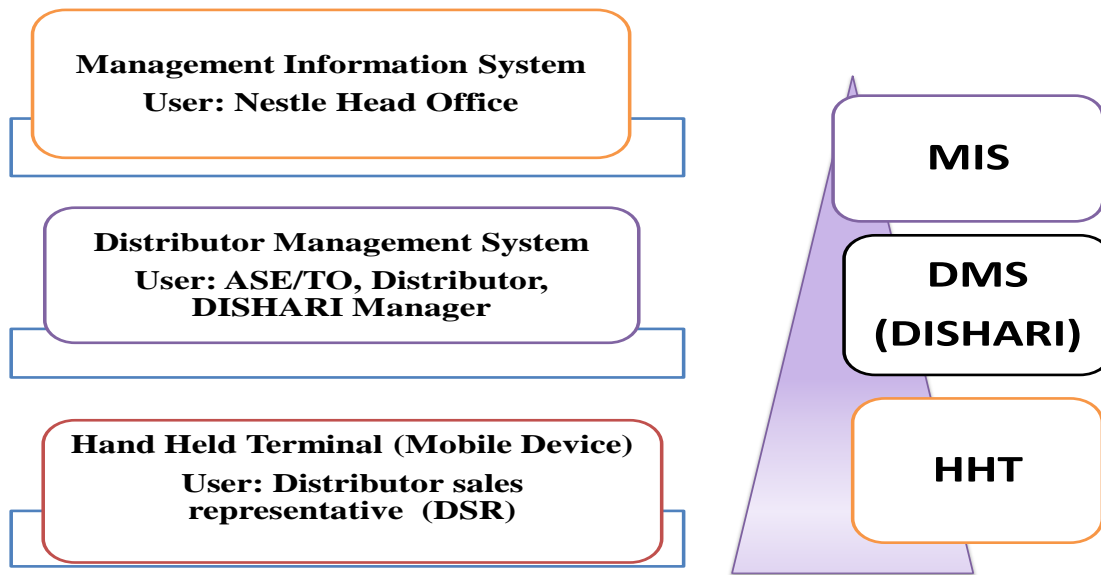 Management Information System
User: Nestle Head Office
Distributor Management System
User: ASE/TO, Distributor,
DISHARI Manager
Hand Held Terminal (Mobile Device)
User: Distributor sales
representative (DSR)
MIS
DMS
(DISHARI)
HHT